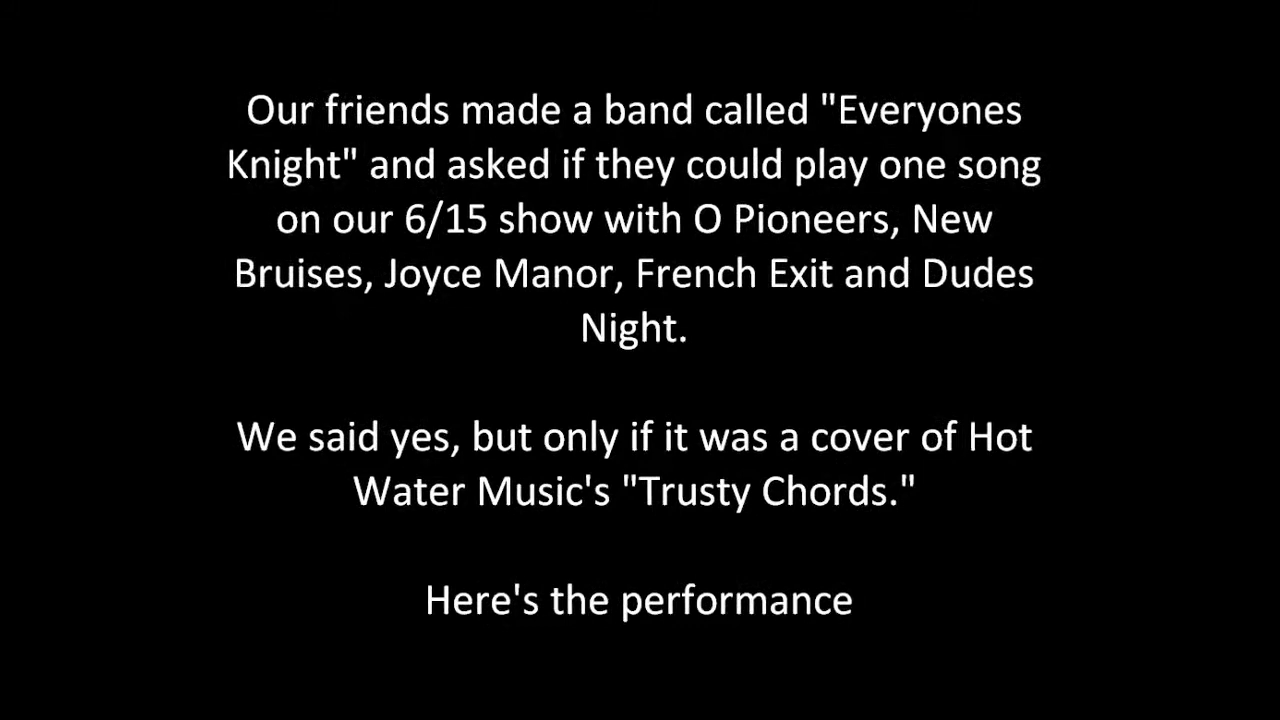 Our friends made a band called "Everyones
Knight" and asked if they could play one song
on our 6/15 show with O Pioneers, New
Bruises, Joyce Manor, French Exit and Dudes
Night.
We said yes, but only if it was a cover of Hot
Water Music's "Trusty Chords."
Here's the performance